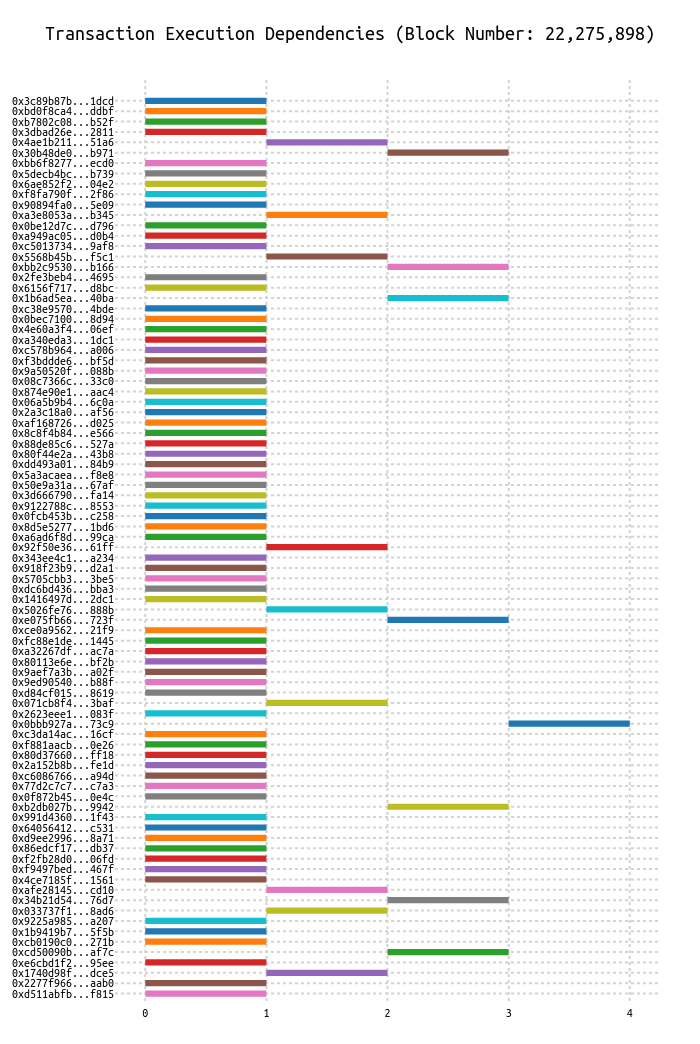 Transaction Execution Dependencies (Block Number: 22,275,898)
0x3c89b87b...1dcd
0xbd0f8ca4...ddbf
0xb7802c08...b52f
0x3dbad26e...2811
0x4ae1b211...51a6
0x30b48de0...b971
0xbb6f8277...ecd0
0x5decb4bc...b739
0x6ae852f2...04e2
0xf8fa790f...2f86
0x90894fa0...5e09
0xa3e8053a...b345
0x0be12d7c...d796
0xa949ac05...d0b4
0xc5013734...9af8
0x5568b45b...f5c1
0xbb2c9530...b166
0x2fe3beb4...4695
0x6156f717...d8bc
0x1b6ad5ea...40ba
0xc38e9570...4bde
0x0bec7100...8d94
0x4e60a3f4...06ef
0xa340eda3...1dc1
0xc578b964...a006
0xf3bddde6...bf5d
0x9a50520f...088b
0x08c7366c...33c0
0x874e90e1...aac4
0x06a5b9b4...6c0a
0x2a3c18a0...af56
0xaf168726...d025
0x8c8f4b84...e566
0x88de85c6...527a
0x80f44e2a...43b8
0xdd493a01...84b9
0x5a3acaea...f8e8
0x50e9a31a...67af
0x3d666790...fa14
0x9122788c...8553
0x0fcb453b...c258
0x8d5e5277...1bd6
0xa6ad6f8d...99ca
0x92f50e36...61ff
0x343ee4c1...a234
0x918f23b9...d2a1
0x5705cbb3...3be5
0xdc6bd436...bba3
0x1416497d...2dc1
0x5026fe76...888b
0xe075fb66...723f
0xce0a9562...21f9
0xfc88e1de...1445
0xa32267df...ac7a
0x80113e6e...bf2b
0x9aef7a3b...a02f
0x9ed90540...b88f
0xd84cf015...8619
0x071cb8f4...3baf
0x2623eee1...083f
0x0bbb927a...73c9
0xc3da14ac...16cf
0xf881aacb...0e26
0x80d37660...ff18
0x2a152b8b...fe1d
0xc6086766...a94d
0x77d2c7c7...c7a3
0x0f872b45...0e4c
0xb2db027b...9942
0x991d4360...1f43
0x64056412...c531
0xd9ee2996...8a71
0x86edcf17...db37
0xf2fb28d0...06fd
0xf9497bed...467f
0x4ce7185f...1561
0xafe28145...cd10
0x34b21d54...76d7
0x033737f1...8ad6
0x9225a985...a207
0x1b9419b7...5f5b
0xcb0190c0...271b
0xcd50090b...af7c
0xe6cbd1f2...95ee
0x1740d98f...dce5
0x2277f966...aab0
0xd511abfb...f815
0 1 2 3 4